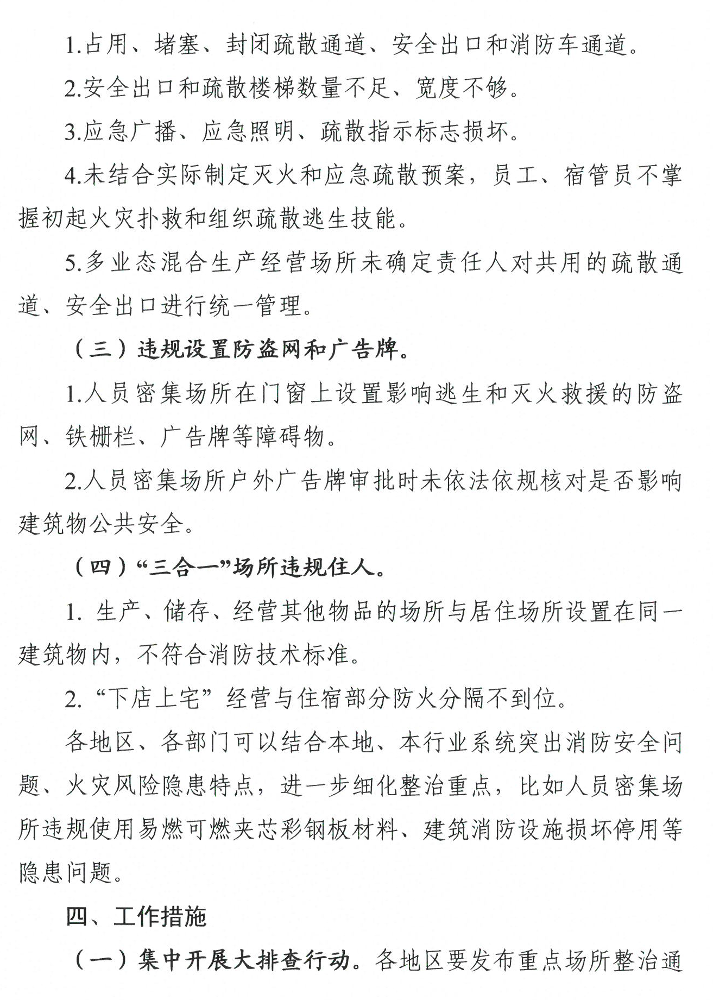 1.占用、堵塞、封闭疏散通道、安全出口和消防车通道。
2.安全出口和疏散楼梯数量不足、宽度不够。
3.应急广播、应急照明、疏散指示标志损坏。
4.未结合实际制定灭火和应急疏散预案，员工、宿管员不掌
握初起火灾扑救和组织疏散逃生技能。
5.多业态混合生产经营场所未确定责任人对共用的疏散通
道、安全出口进行统一管理。
（三）违规设置防盗网和广告牌。
1.人员密集场所在门窗上设置影响逃生和灭火救援的防盗
网、铁栅栏、广告牌等障碍物。
2.人员密集场所户外广告牌审批时未依法依规核对是否影响
建筑物公共安全。
（四）“三合一”场所违规住人。
1. 生产、储存、经营其他物品的场所与居住场所设置在同一
建筑物内，不符合消防技术标准。
2. “下店上宅” 经营与住宿部分防火分隔不到位。
各地区、各部门可以结合本地、本行业系统突出消防安全问
题、火灾风险隐患特点，进一步细化整治重点，比如人员密集场
所违规使用易燃可燃夹芯彩钢板材料、建筑消防设施损坏停用等
隐患问题。
四、工作措施
（一）集中开展大排查行动。各地区要发布重点场所整治通